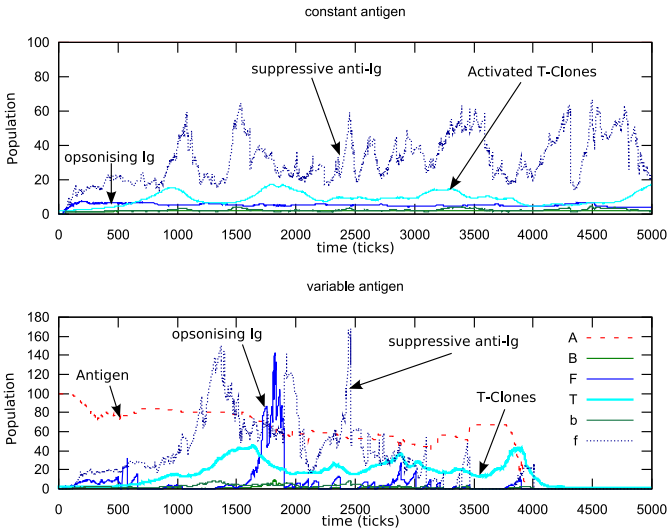 constant antigen
100
80
60
40
20
0
Population
suppressive anti-Ig
Activated T-Clones
opsonising Ig
0 500 1000 1500 2000 2500 3000 3500 4000 4500 5000
time (ticks)
variable antigen
180
160
140
120
100
80
60
40
20
0
Population
opsonising Ig
suppressive anti-Ig
Antigen
T-Clones
A
B
F
T
b
f
0 500 1000 1500 2000 2500 3000 3500 4000 4500 5000
time (ticks)